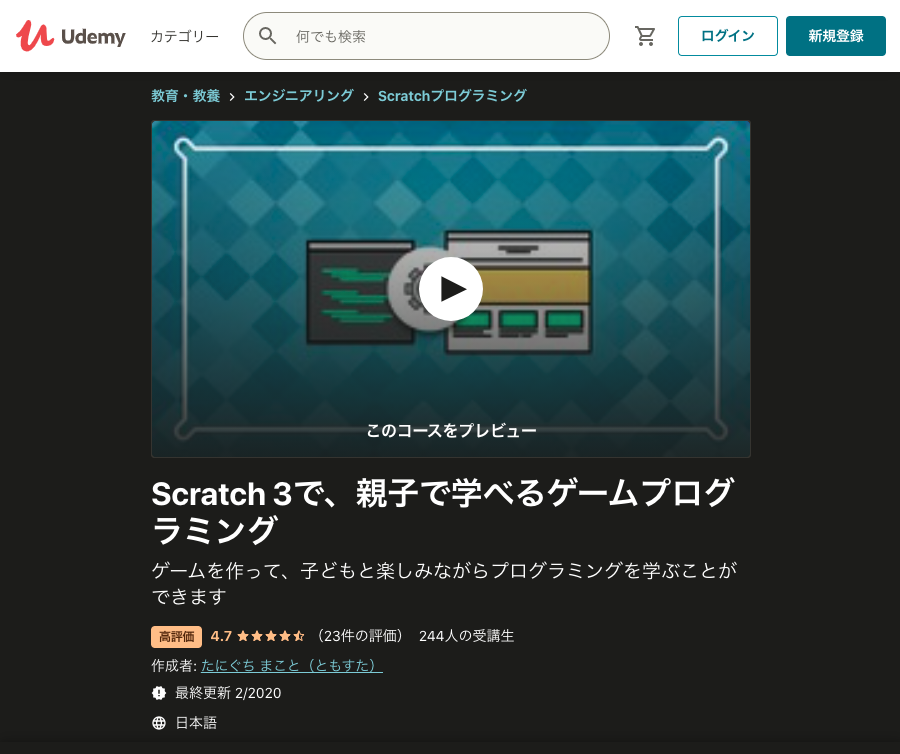 Udemy
カテゴリー
何でも検索
ログイン
新規登録
教育・教養 › エンジニアリング › Scratchプログラミング
このコースをプレビュー
Scratch 3で、親子で学べるゲームプログ
ラミング
ゲームを作って、子どもと楽しみながらプログラミングを学ぶことが
できます
高評価 4.7 （23件の評価） 244人の受講生
作成者: たにぐち まこと（ともすた）
最終更新 2/2020
日本語